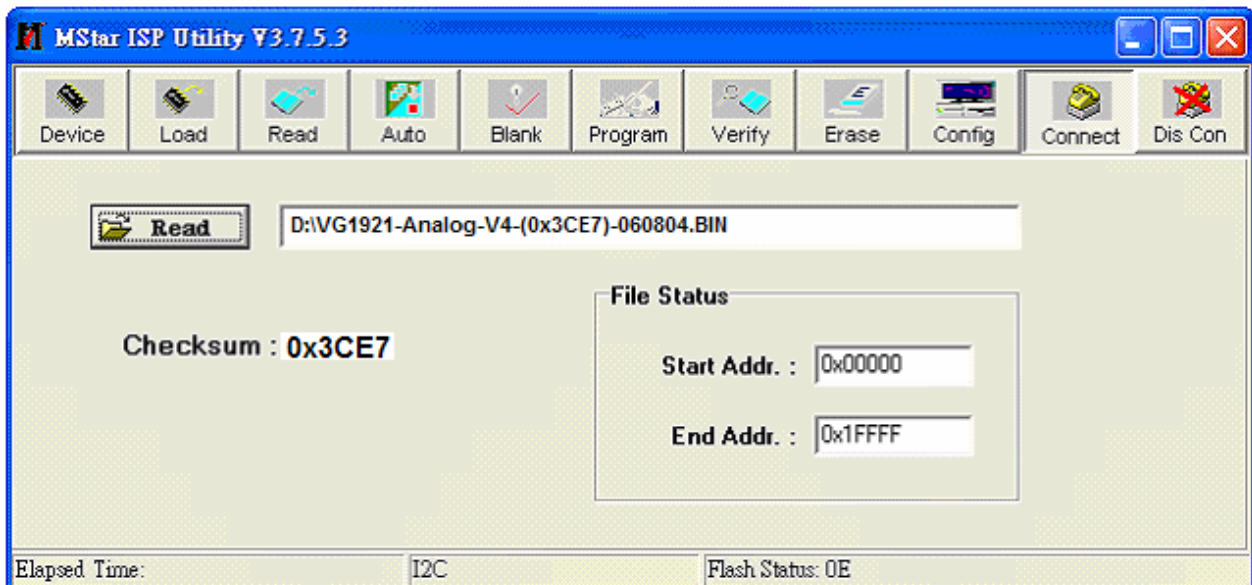 MStar ISP Utility V3.7.5.3
Device Load Read Auto Blank Program Verify Erase Config Connect Dis Con
Read D:\VG1921-Analog-V4-(0x3CE7)-060804.BIN
File Status
Checksum : 0x3CE7
Start Addr. : 0x00000
End Addr. : 0x1FFFF
Elapsed Time: I2C Flash Status: 0E